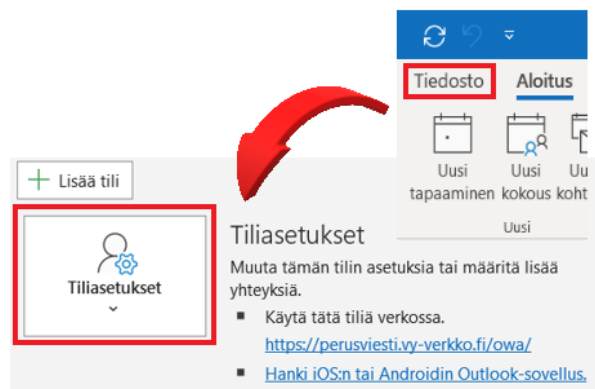 Tiedosto Aloitus
Uusi tapaaminen
Uusi kokous
Uu
koht
Uusi
Lisää tili
Tiliasetukset
Tiliasetukset
Muuta tämän tilin asetuksia tai määritä lisää
yhteyksiä.
Käytä tätä tiliä verkossa.
https://perusviesti.vy-verkko.fi/owa/
Hanki iOS:n tai Androidin Outlook-sovellus.